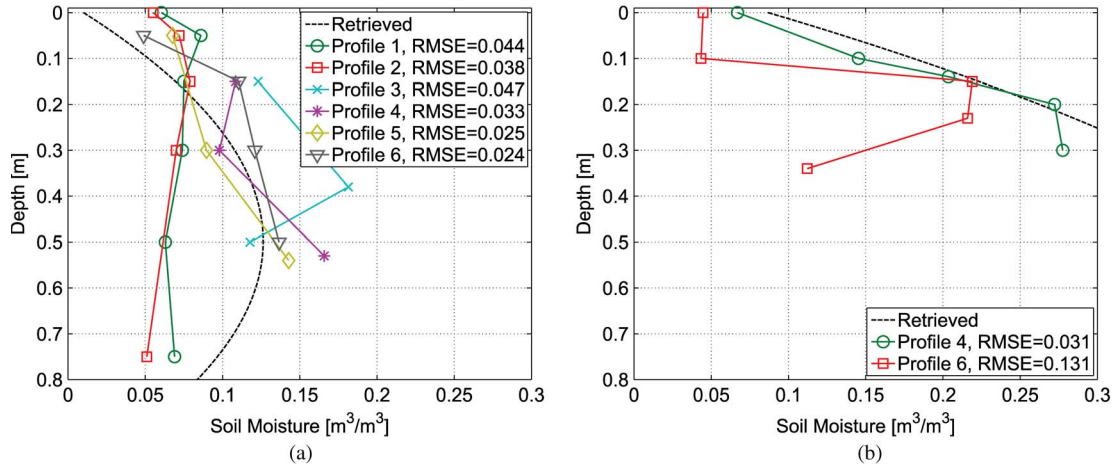 0
0.1
0.2
0.3
0.4
0.5
0.6
0.7
0.8
Depth [m]
0
0.05
0.1
0.15
0.2
0.25
0.3
Soil Moisture [m³/m³]
Retrieved
Profile 1, RMSE=0.044
Profile 2, RMSE=0.038
Profile 3, RMSE=0.047
Profile 4, RMSE=0.033
Profile 5, RMSE=0.025
Profile 6, RMSE=0.024
(a)
0
0.1
0.2
0.3
0.4
0.5
0.6
0.7
0.8
Depth [m]
0
0.05
0.1
0.15
0.2
0.25
0.3
Soil Moisture [m³/m³]
Retrieved
Profile 4, RMSE=0.031
Profile 6, RMSE=0.131
(b)